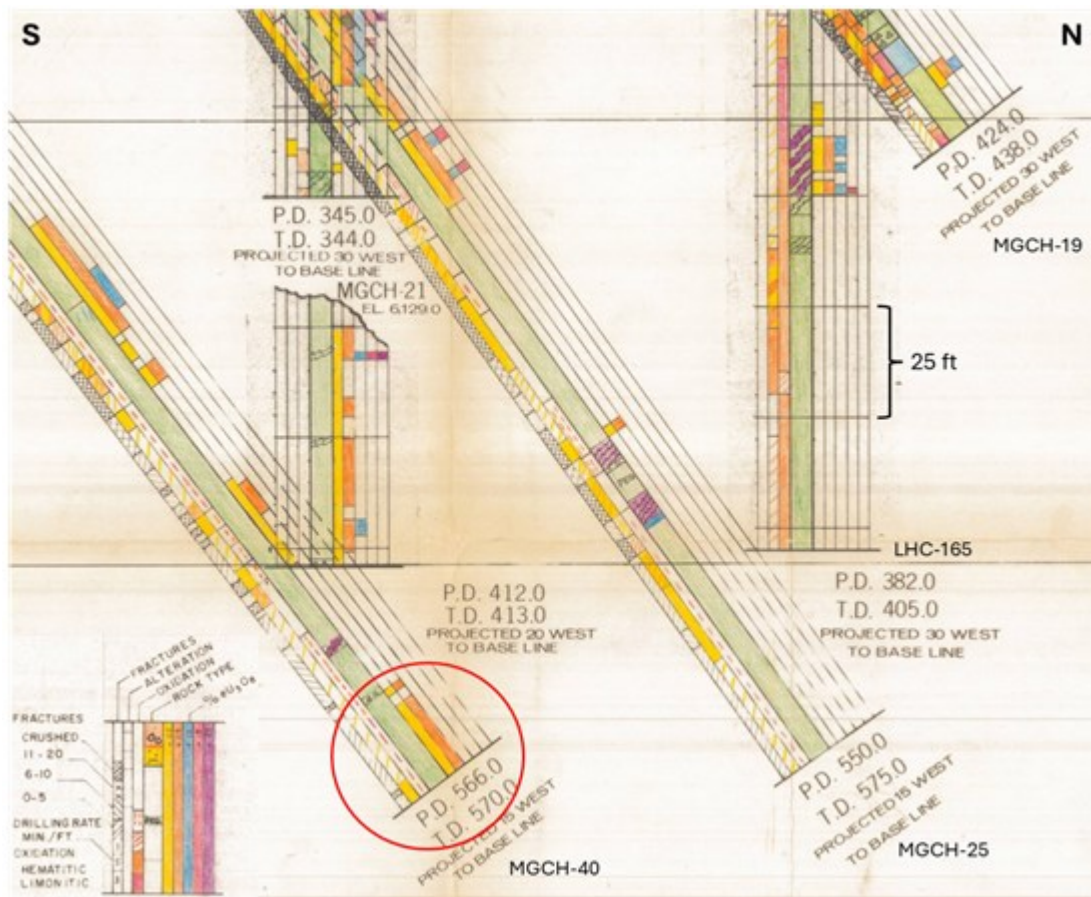 S
N
P.D. 424.0
T.D. 438.0
PROJECTED 30 WEST
TO BASE LINE
MGCH-19
P.D. 345.0
T.D. 344.0
PROJECTED 30 WEST
TO BASE LINE
MGCH-21
EL. 6129.0
25 ft
LHC-165
P.D. 412.0
T.D. 413.0
PROJECTED 20 WEST
TO BASE LINE
P.D. 382.0
T.D. 405.0
PROJECTED 30 WEST
TO BASE LINE
P.D. 566.0
T.D. 570.0
PROJECTED 15 WEST
TO BASE LINE
MGCH-40
P.D. 550.0
T.D. 575.0
PROJECTED 15 WEST
TO BASE LINE
MGCH-25
FRACTURES
ALTERATION
OXIDATION
ROCK TYPE
% eU3O8
FRACTURES
CRUSHED
11-20
6-10
0-5
DRILLING RATE
MIN./FT.
OXIDATION
HEMATITIC
LIMONITIC